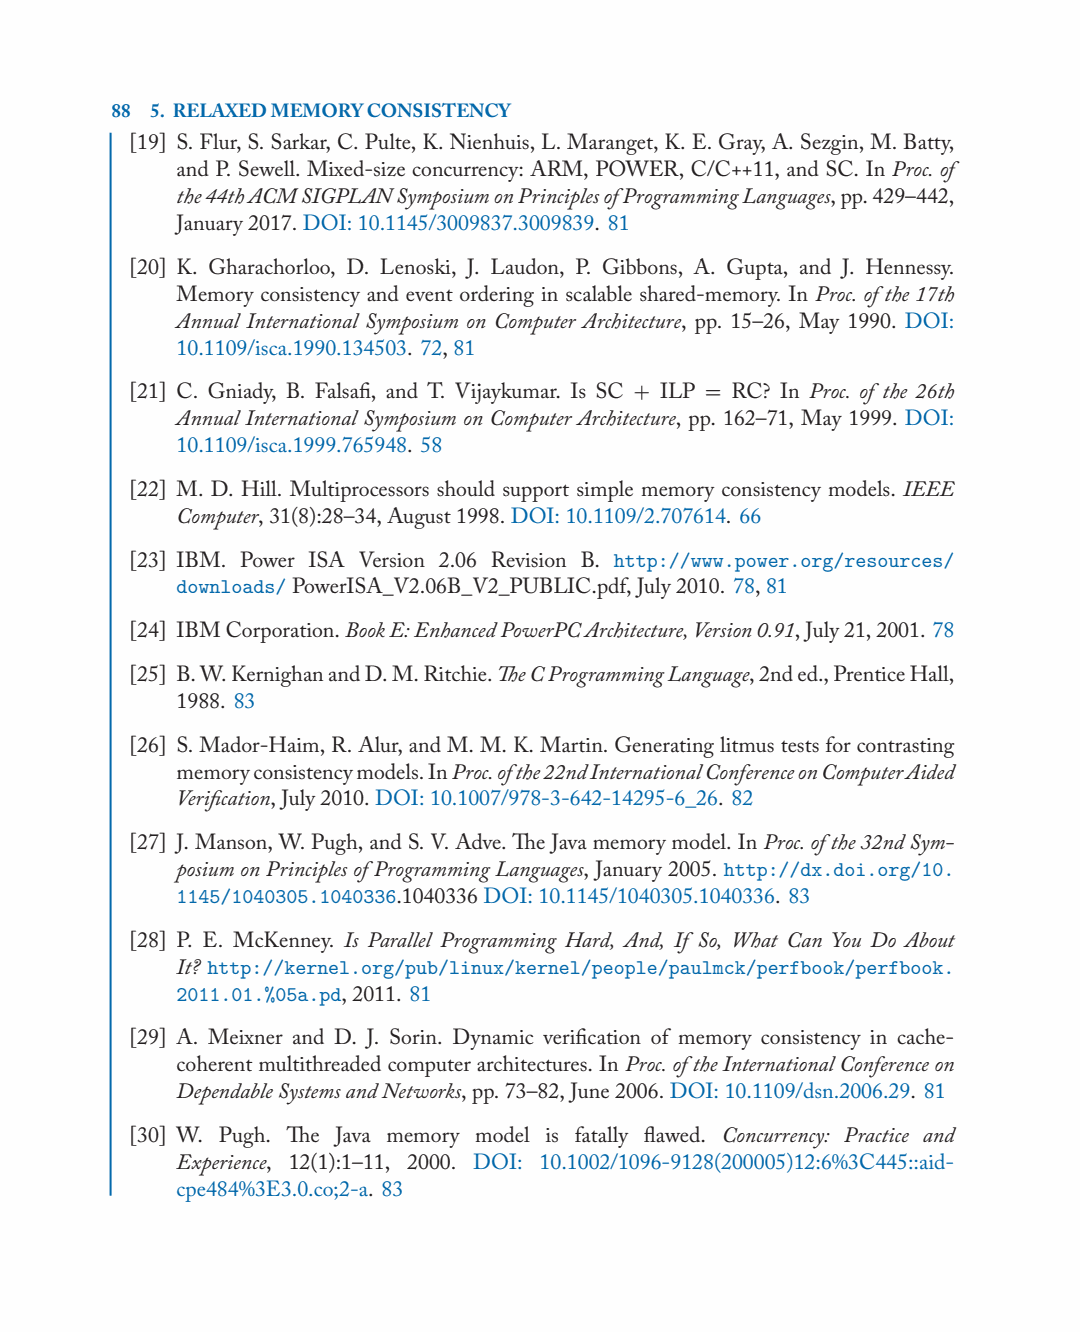 88 5. RELAXED MEMORY CONSISTENCY
[19] S. Flur, S. Sarkar, C. Pulte, K. Nienhuis, L. Maranget, K. E. Gray, A. Sezgin, M. Batty,
and P. Sewell. Mixed-size concurrency: ARM, POWER, C/C++11, and SC. In Proc. of
the 44th ACM SIGPLAN Symposium on Principles of Programming Languages, pp. 429–442,
January 2017. DOI: 10.1145/3009837.3009839. 81
[20] K. Gharachorloo, D. Lenoski, J. Laudon, P. Gibbons, A. Gupta, and J. Hennessy.
Memory consistency and event ordering in scalable shared-memory. In Proc. of the 17th
Annual International Symposium on Computer Architecture, pp. 15–26, May 1990. DOI:
10.1109/isca.1990.134503. 72, 81
[21] C. Gniady, B. Falsafi, and T. Vijaykumar. Is SC + ILP = RC? In Proc. of the 26th
Annual International Symposium on Computer Architecture, pp. 162–71, May 1999. DOI:
10.1109/isca.1999.765948. 58
[22] M. D. Hill. Multiprocessors should support simple memory consistency models. IEEE
Computer, 31(8):28–34, August 1998. DOI: 10.1109/2.707614. 66
[23] IBM. Power ISA Version 2.06 Revision B. http://www.power.org/resources/
downloads/ PowerISA_V2.06B_V2_PUBLIC.pdf, July 2010. 78, 81
[24] IBM Corporation. Book E: Enhanced PowerPC Architecture, Version 0.91, July 21, 2001. 78
[25] B. W. Kernighan and D. M. Ritchie. The C Programming Language, 2nd ed., Prentice Hall,
1988. 83
[26] S. Mador-Haim, R. Alur, and M. M. K. Martin. Generating litmus tests for contrasting
memory consistency models. In Proc. of the 22nd International Conference on Computer Aided
Verification, July 2010. DOI: 10.1007/978-3-642-14295-6_26. 82
[27] J. Manson, W. Pugh, and S. V. Adve. The Java memory model. In Proc. of the 32nd Sym-
posium on Principles of Programming Languages, January 2005. http://dx.doi.org/10.
1145/1040305.1040336.1040336 DOI: 10.1145/1040305.1040336. 83
[28] P. E. McKenney. Is Parallel Programming Hard, And, If So, What Can You Do About
It? http://kernel.org/pub/linux/kernel/people/paulmck/perfbook/perfbook.
2011.01.%05a.pd, 2011. 81
[29] A. Meixner and D. J. Sorin. Dynamic verification of memory consistency in cache-
coherent multithreaded computer architectures. In Proc. of the International Conference on
Dependable Systems and Networks, pp. 73–82, June 2006. DOI: 10.1109/dsn.2006.29. 81
[30] W. Pugh. The Java memory model is fatally flawed. Concurrency: Practice and
Experience, 12(1):1–11, 2000. DOI: 10.1002/1096-9128(200005)12:6%3C445::aid-
cpe484%3E3.0.co;2-a. 83